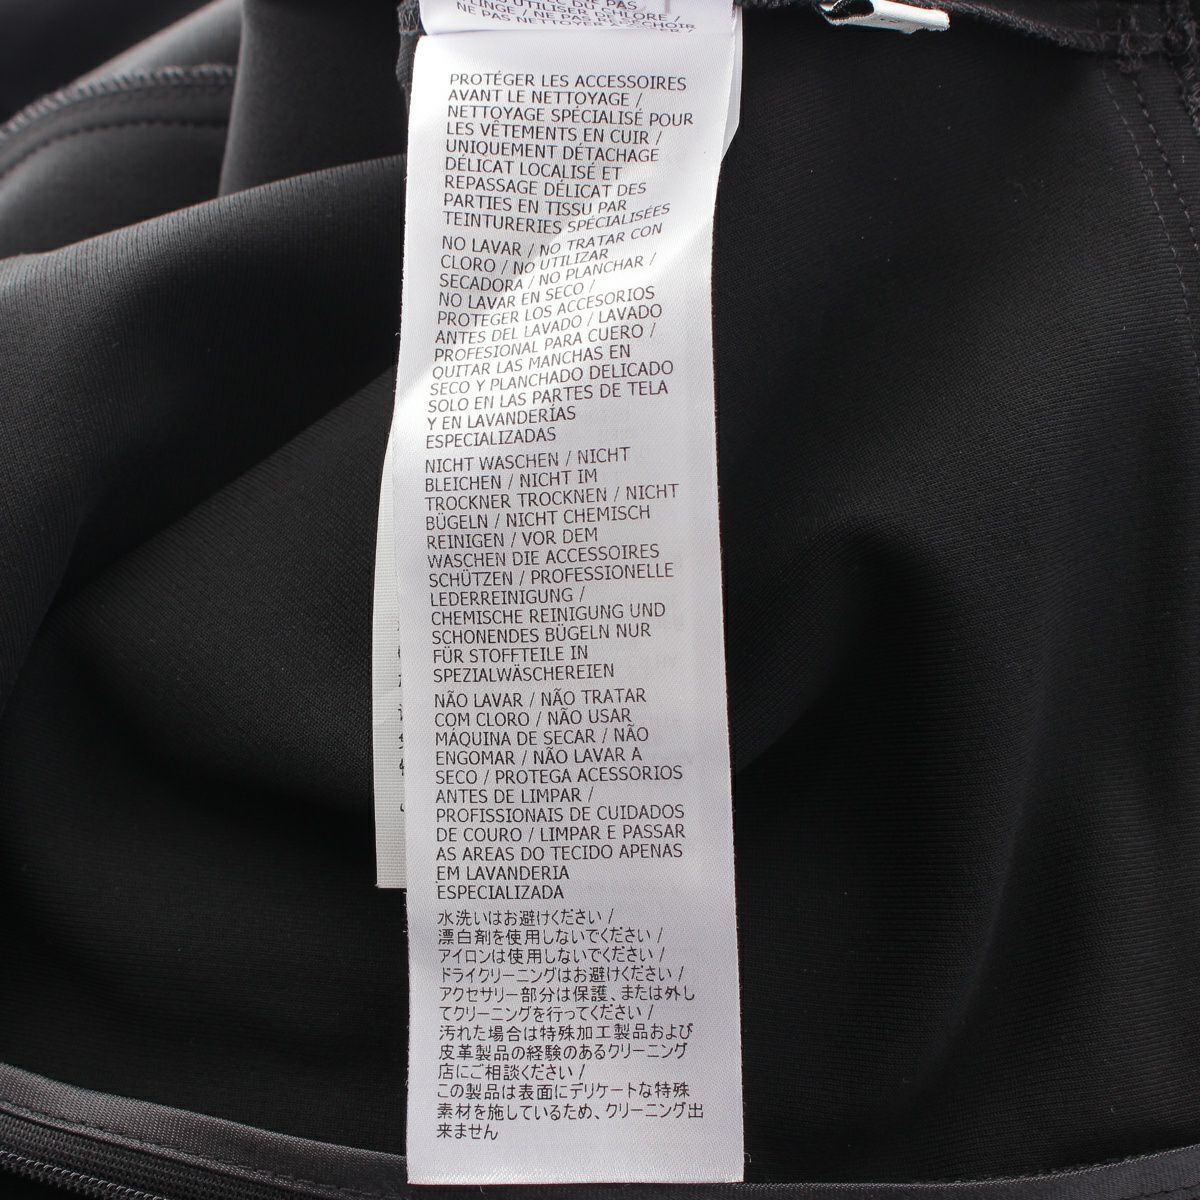 NE PAS
UTILISER DU CHLORE /
NE PAS
PROTÉGER LES ACCESSOIRES
AVANT LE NETTOYAGE /
NETTOYAGE SPÉCIALISÉ POUR
LES VÊTEMENTS EN CUIR /
UNIQUEMENT DÉTACHAGE
DÉLICAT LOCALISÉ ET
REPASSAGE DÉLICAT DES
PARTIES EN TISSU PAR
TEINTURERIES SPÉCIALISÉES
NO LAVAR / NO TRATAR CON
CLORO / NO UTILIZAR
SECADORA / NO PLANCHAR /
NO LAVAR EN SECO /
PROTEGER LOS ACCESORIOS
ANTES DEL LAVADO / LAVADO
PROFESIONAL PARA CUERO /
QUITAR LAS MANCHAS EN
SECO Y PLANCHADO DELICADO
SOLO EN LAS PARTES DE TELA
Y EN LAVANDERÍAS
ESPECIALIZADAS
NICHT WASCHEN / NICHT
BLEICHEN / NICHT IM
TROCKNER TROCKNEN / NICHT
BÜGELN / NICHT CHEMISCH
REINIGEN / VOR DEM
WASCHEN DIE ACCESSOIRES
SCHÜTZEN / PROFESSIONELLE
LEDERREINIGUNG /
CHEMISCHE REINIGUNG UND
SCHONENDES BÜGELN NUR
FÜR STOFFTEILE IN
SPEZIALWÄSCHEREIEN
NÃO LAVAR / NÃO TRATAR
COM CLORO / NÃO USAR
MÁQUINA DE SECAR / NÃO
ENGOMAR / NÃO LAVAR A
SECO / PROTEGA ACESSORIOS
ANTES DE LIMPAR /
PROFISSIONAIS DE CUIDADOS
DE COURO / LIMPAR E PASSAR
AS AREAS DO TECIDO APENAS
EM LAVANDERIA
ESPECIALIZADA
水洗いはお避けください /
漂白剤を使用しないでください /
アイロンは使用しないでください /
ドライクリーニングはお避けください /
アクセサリー部分は保護、または外し
てクリーニングを行ってください /
汚れた場合は特殊加工製品および
皮革製品の経験のあるクリーニング
店にご相談ください /
この製品は表面にデリケートな特殊
素材を施しているため、クリーニング出
来ません